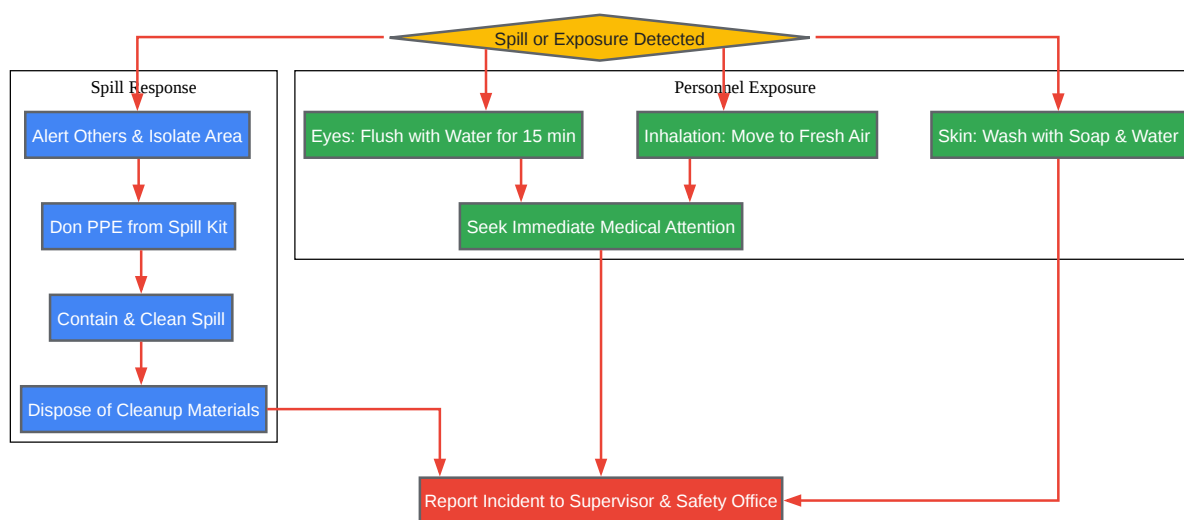 Spill or Exposure Detected
Spill Response
Personnel Exposure
Alert Others & Isolate Area
Eyes: Flush with Water for 15 min
Inhalation: Move to Fresh Air
Skin: Wash with Soap & Water
Don PPE from Spill Kit
Seek Immediate Medical Attention
Contain & Clean Spill
Dispose of Cleanup Materials
Report Incident to Supervisor & Safety Office